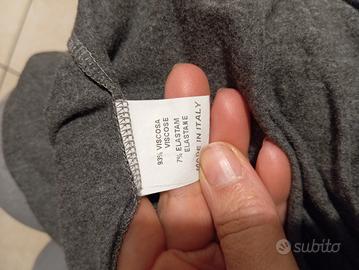 93% VISCOSA
VISCOSE
7% ELASTAM
ELASTANE
MADE IN ITALY
subito